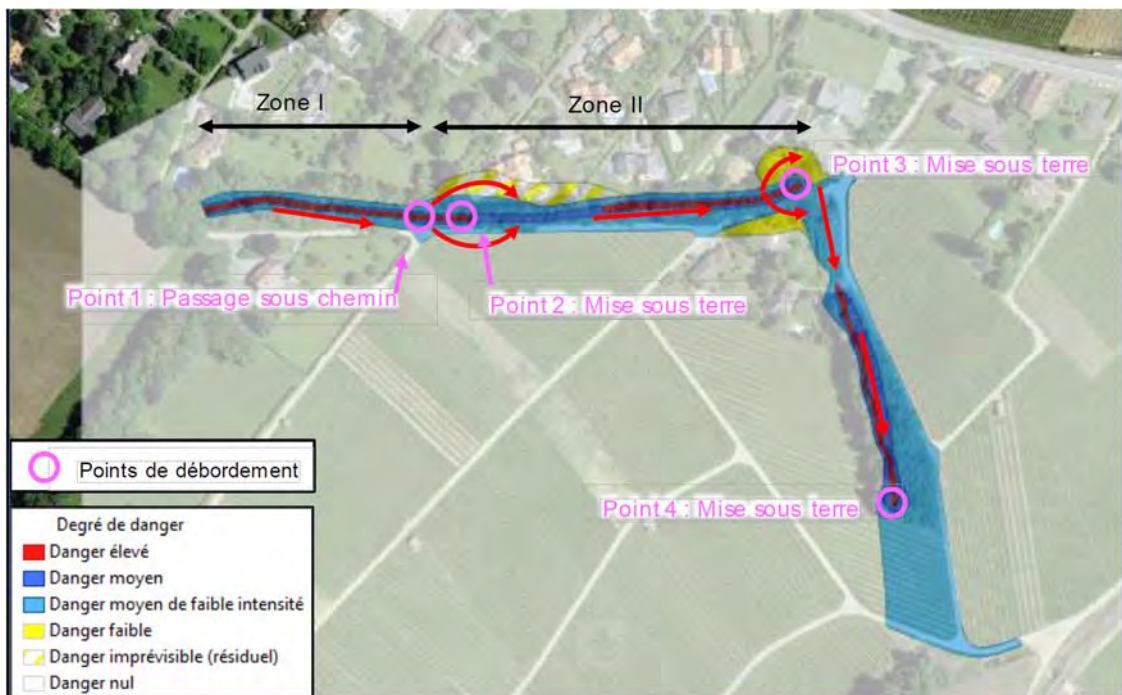 Zone I
Zone II
Point 3 : Mise sous terre
Point 1 : Passage sous chemin
Point 2 : Mise sous terre
Points de débordement
Point 4 : Mise sous terre
Degré de danger
Danger élevé
Danger moyen
Danger moyen de faible intensité
Danger faible
Danger imprévisible (résiduel)
Danger nul